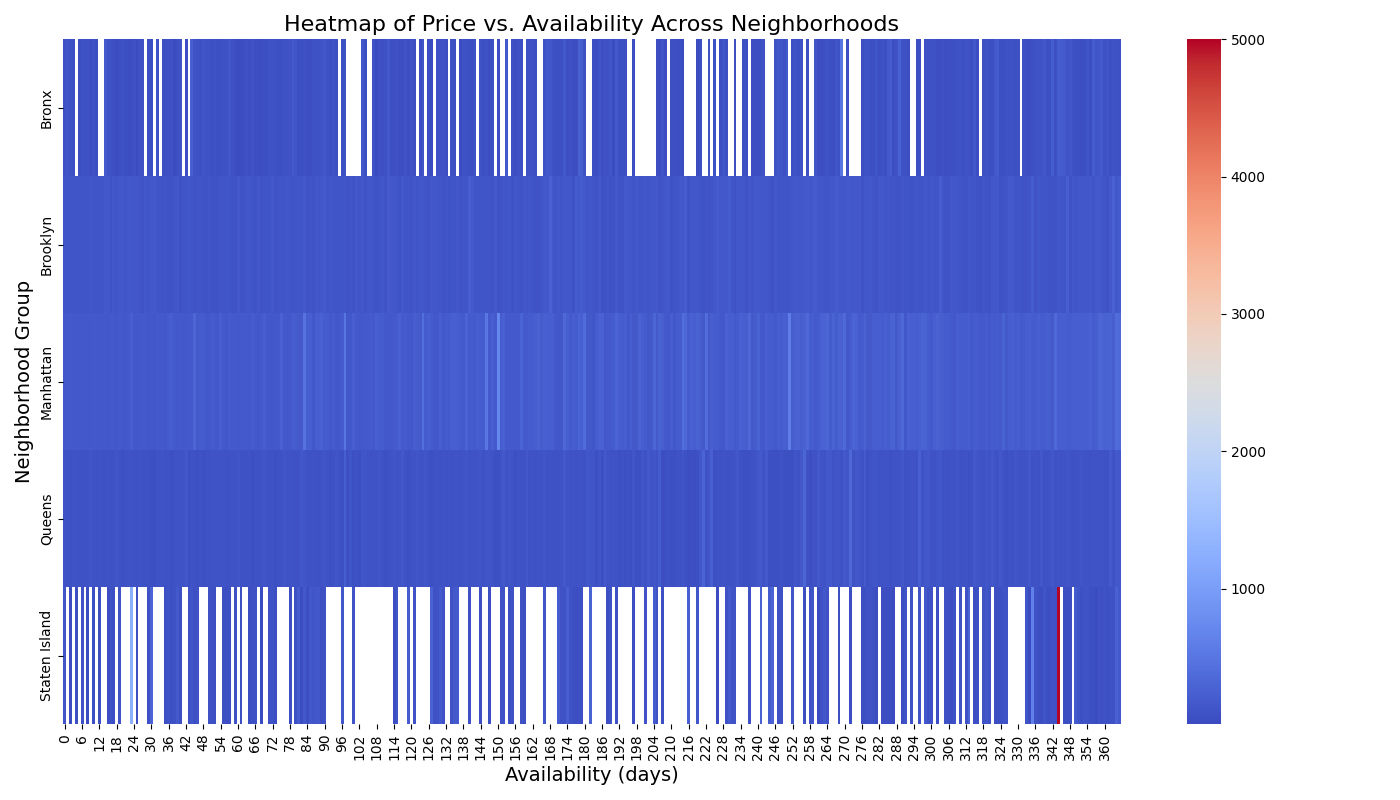 Heatmap of Price vs. Availability Across Neighborhoods
Neighborhood Group
Bronx
Brooklyn
Manhattan
Queens
Staten Island
0 6 12 18 24 30 36 42 48 54 60 66 72 78 84 90 96 102 108 114 120 126 132 138 144 150 156 162 168 174 180 186 192 198 204 210 216 222 228 234 240 246 252 258 264 270 276 282 288 294 300 306 312 318 324 330 336 342 348 354 360
Availability (days)
5000
4000
3000
2000
1000